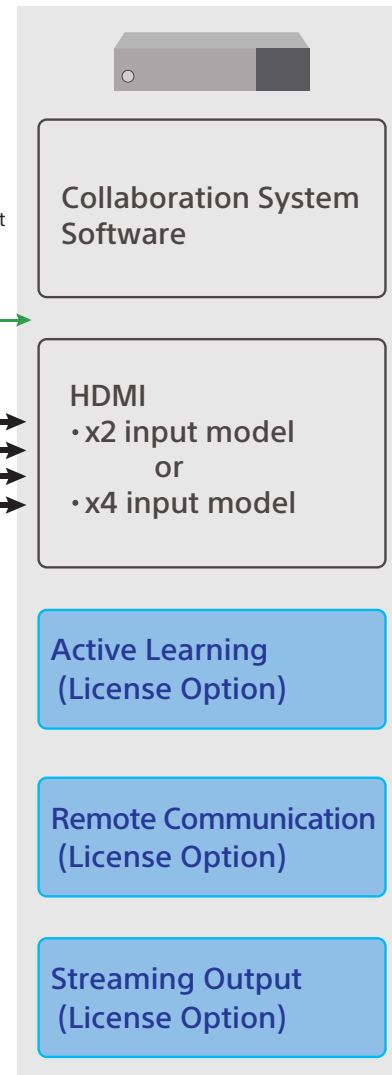 Collaboration System
Software
t
HDMI
・x2 input model
or
・x4 input model
Active Learning
(License Option)
Remote Communication
(License Option)
Streaming Output
(License Option)